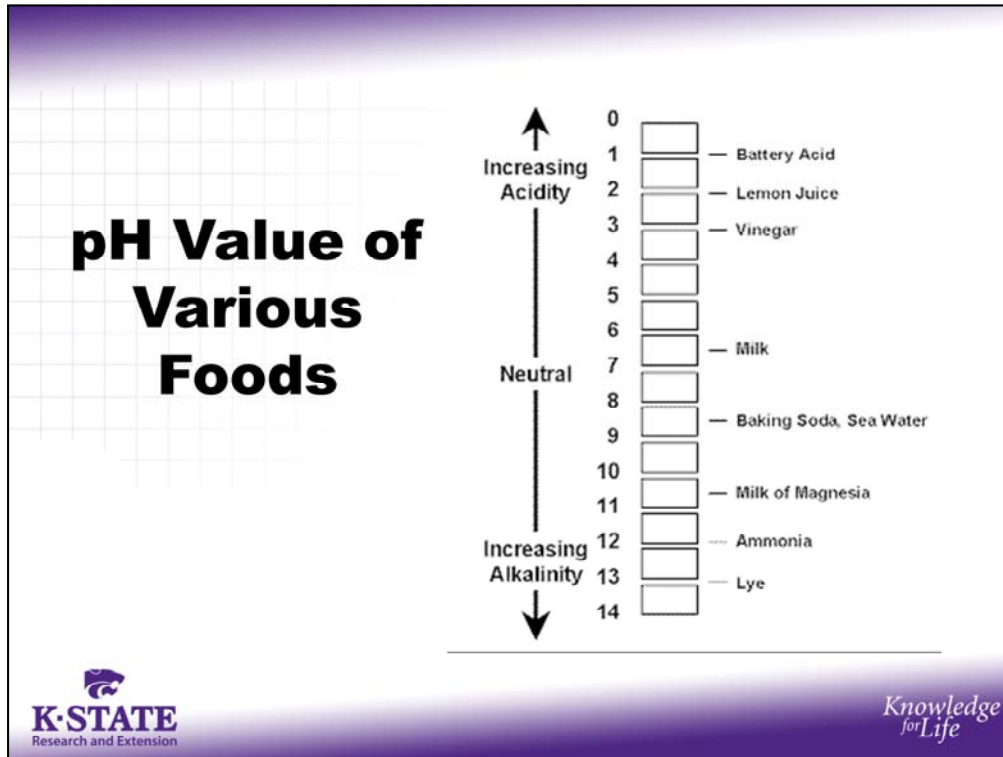 pH Value of
Various
Foods
Increasing
Acidity
Neutral
Increasing
Alkalinity
0
1
2
3
4
5
6
7
8
9
10
11
12
13
14
Battery Acid
Lemon Juice
Vinegar
Milk
Baking Soda, Sea Water
Milk of Magnesia
Ammonia
Lye
K-STATE
Research and Extension
Knowledge
for Life